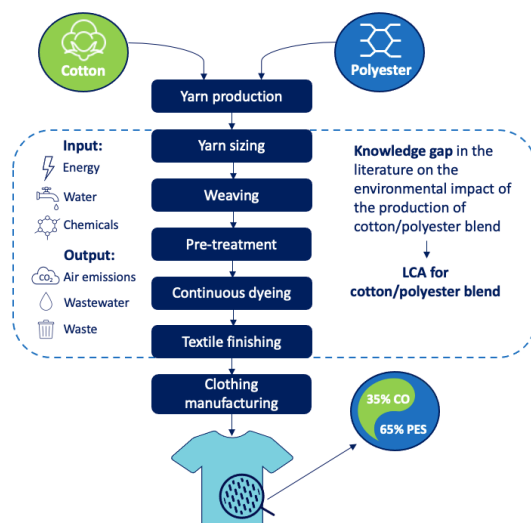 Cotton
Polyester
Yarn production
Yarn sizing
Weaving
Pre-treatment
Continuous dyeing
Textile finishing
Clothing
manufacturing
Input:
Energy
Water
Chemicals
Output:
CO₂
Air emissions
Wastewater
Waste
Knowledge gap in the
literature on the
environmental impact of
the production of
cotton/polyester blend
LCA for
cotton/polyester blend
35% CO
65% PES